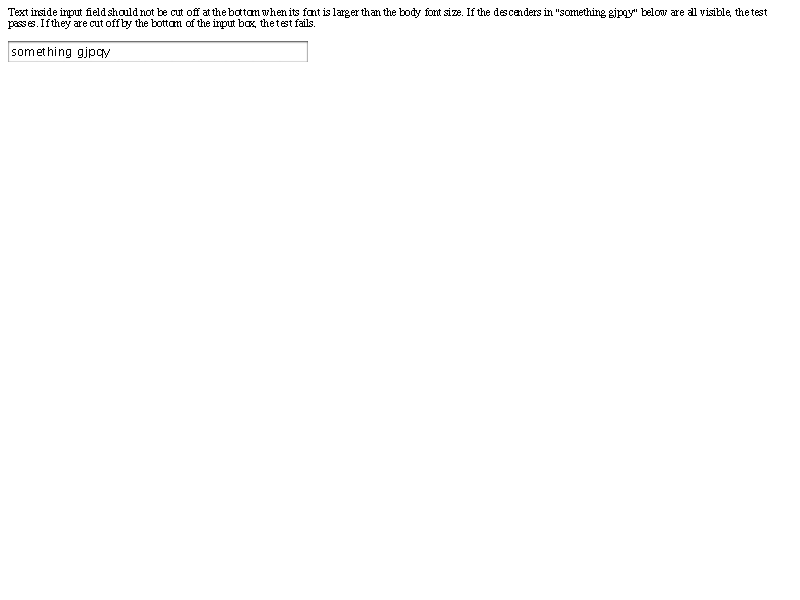 Text inside input field should not be cut off at the bottom when its font is larger than the body font size. If the descenders in "something gjpqy" below are all visible, the test
passes. If they are cut off by the bottom of the input box, the test fails.
something gjpqy